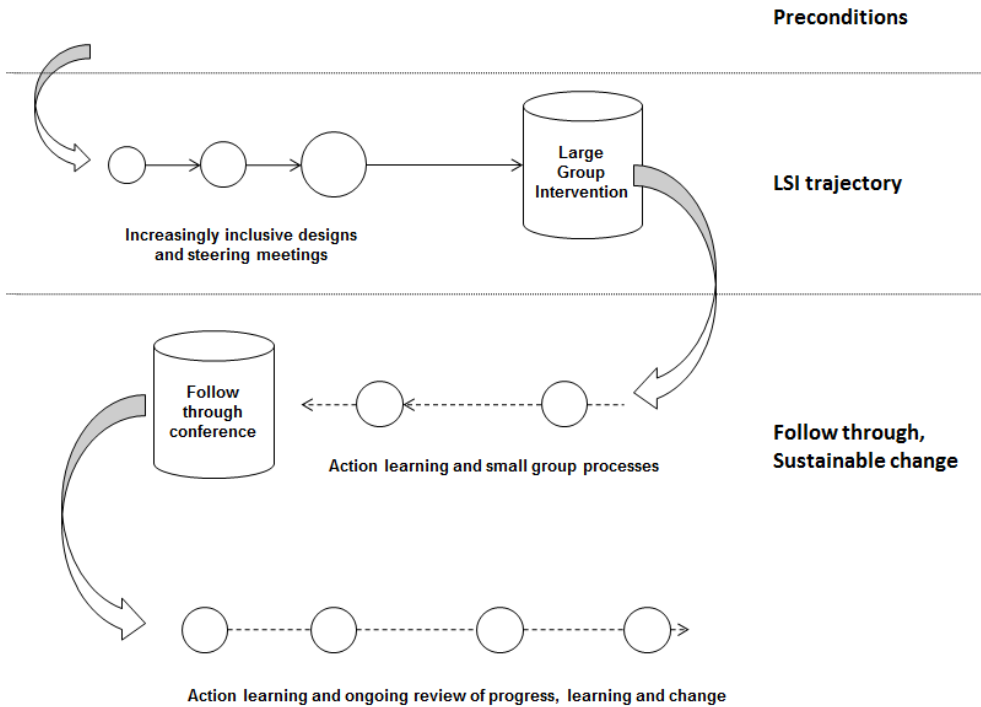 Preconditions
Large
Group
Intervention
LSI trajectory
Increasingly inclusive designs
and steering meetings
Follow
through
conference
Action learning and small group processes
Follow through,
Sustainable change
Action learning and ongoing review of progress, learning and change